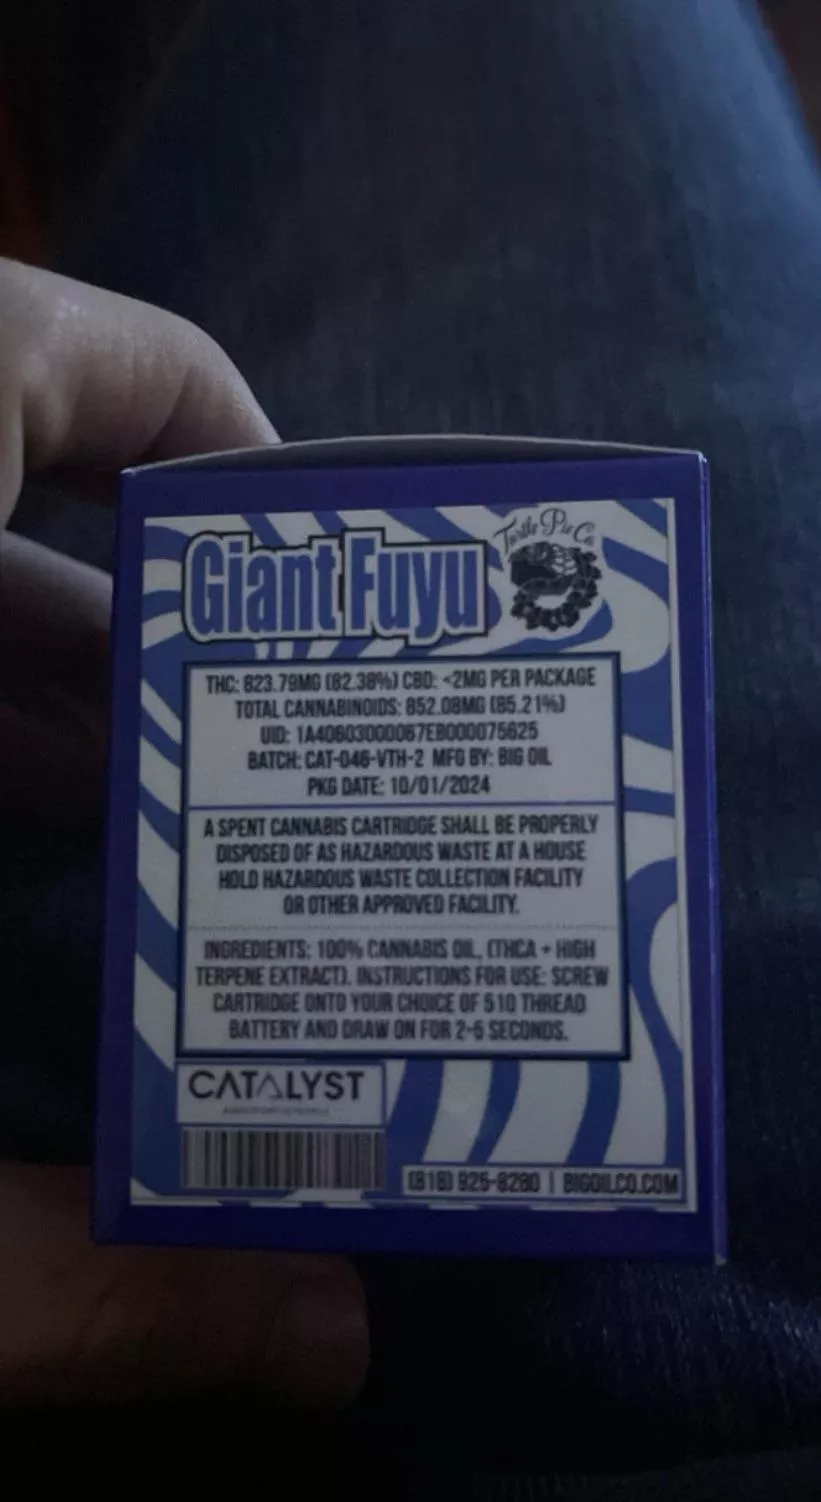 Giant Fuyu
Turtle Pie Co.
THC: 823.79MG (82.38%) CBD: <2MG PER PACKAGE
TOTAL CANNABINOIDS: 852.08MG (85.21%)
UID: 1A40603000067EB000075625
BATCH: CAT-046-VTH-2 MFG BY: BIG OIL
PKG DATE: 10/01/2024
A SPENT CANNABIS CARTRIDGE SHALL BE PROPERLY
DISPOSED OF AS HAZARDOUS WASTE AT A HOUSE
HOLD HAZARDOUS WASTE COLLECTION FACILITY
OR OTHER APPROVED FACILITY.
INGREDIENTS: 100% CANNABIS OIL, (THCA + HIGH
TERPENE EXTRACT). INSTRUCTIONS FOR USE: SCREW
CARTRIDGE ONTO YOUR CHOICE OF 510 THREAD
BATTERY AND DRAW ON FOR 2-5 SECONDS.
CATALYST
(818) 925-8280 | BIGOILCO.COM